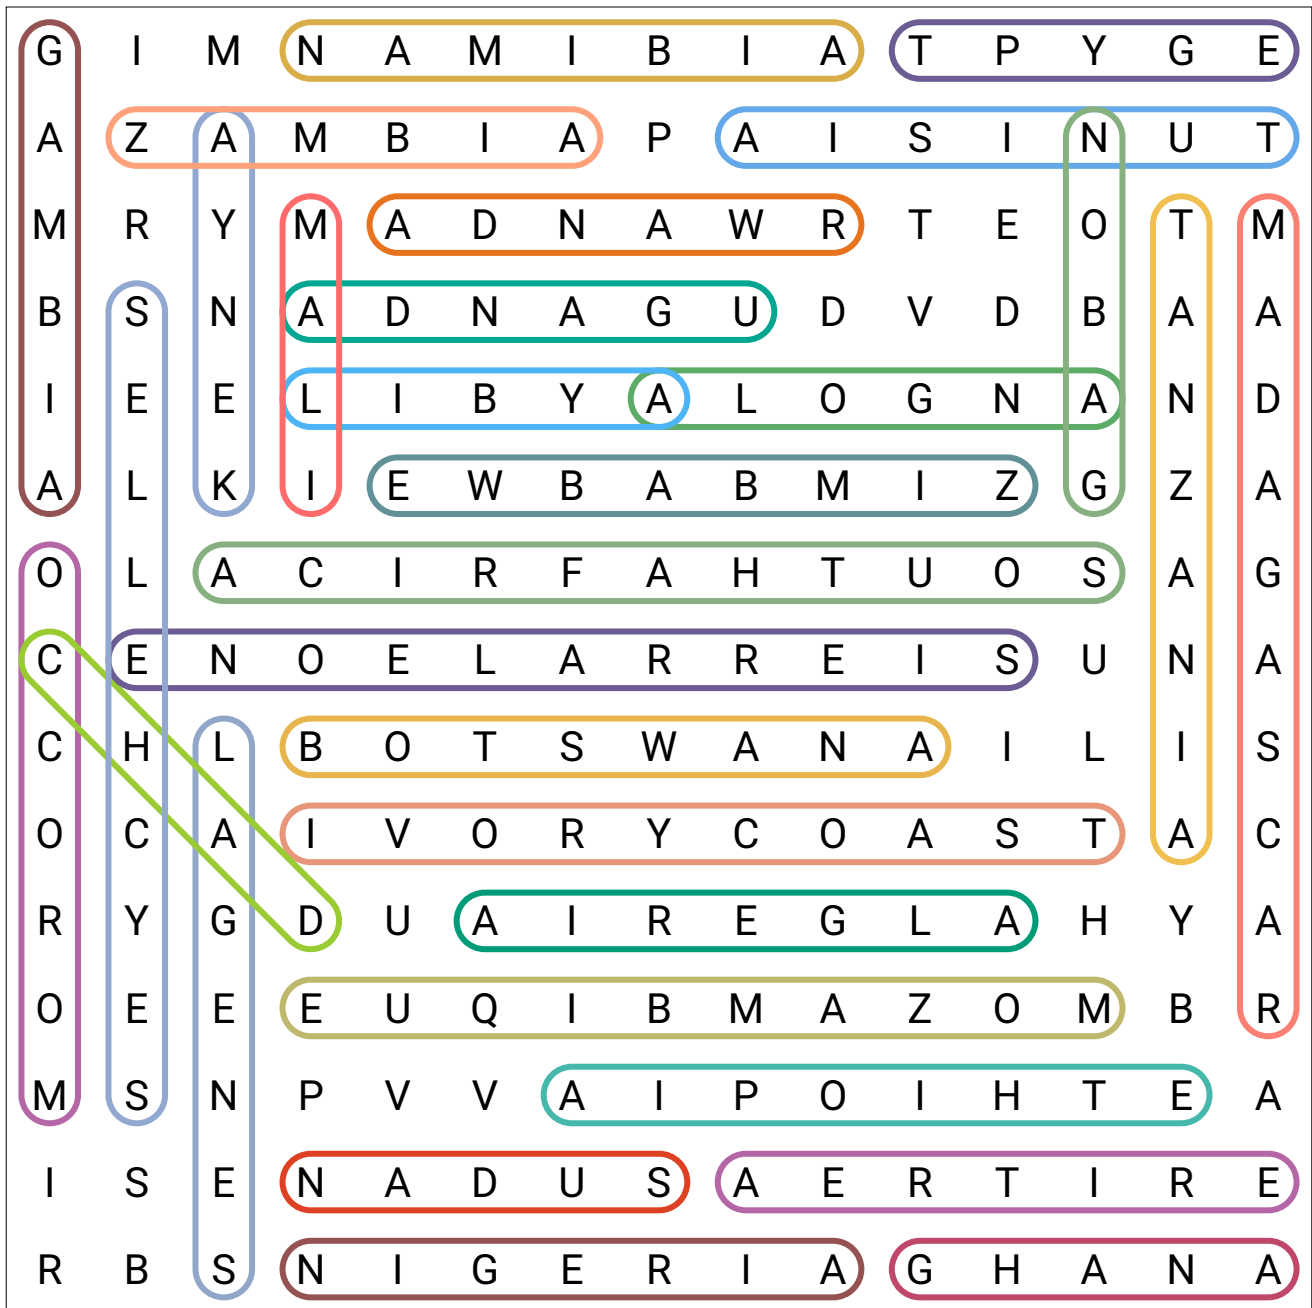 G I M N A M I B I A T P Y G E
A Z A M B I A P A I S I N U T
M R Y M A D N A W R T E O T M
B S N A D N A G U D V D B A A
I E E L I B Y A L O G N A N D
A L K I E W B A B M I Z G Z A
O L A C I R F A H T U O S A G
C E N O E L A R R E I S U N A
C H L B O T S W A N A I L I S
O C A I V O R Y C O A S T A C
R Y G D U A I R E G L A H Y A
O E E E U Q I B M A Z O M B R
M S N P V V A I P O I H T E A
I S E N A D U S A E R T I R E
R B S N I G E R I A G H A N A